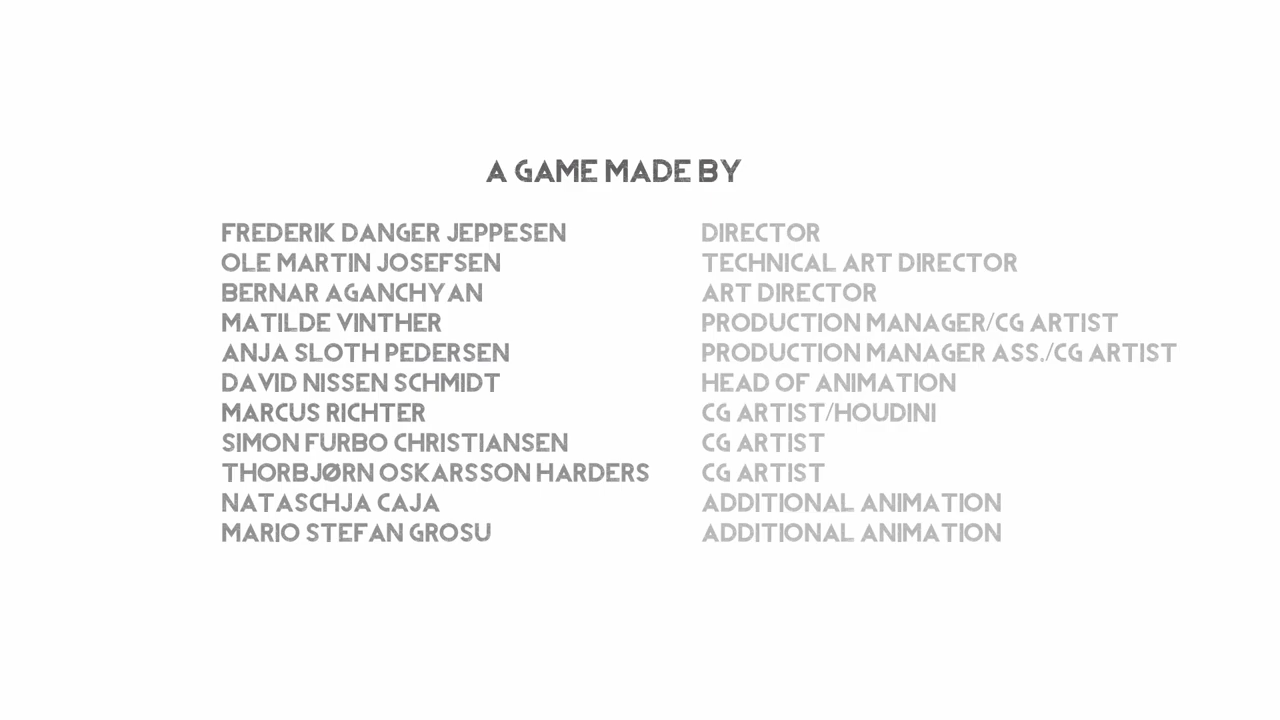 A GAME MADE BY
FREDERIK DANGER JEPPESEN DIRECTOR
OLE MARTIN JOSEFSEN TECHNICAL ART DIRECTOR
BERNAR AGANCHYAN ART DIRECTOR
MATILDE VINTHER PRODUCTION MANAGER/CG ARTIST
ANJA SLOTH PEDERSEN PRODUCTION MANAGER ASS./CG ARTIST
DAVID NISSEN SCHMIDT HEAD OF ANIMATION
MARCUS RICHTER CG ARTIST/HOUDINI
SIMON FURBO CHRISTIANSEN CG ARTIST
THORBJØRN OSKARSSON HARDERS CG ARTIST
NATASCHJA CAJA ADDITIONAL ANIMATION
MARIO STEFAN GROSU ADDITIONAL ANIMATION